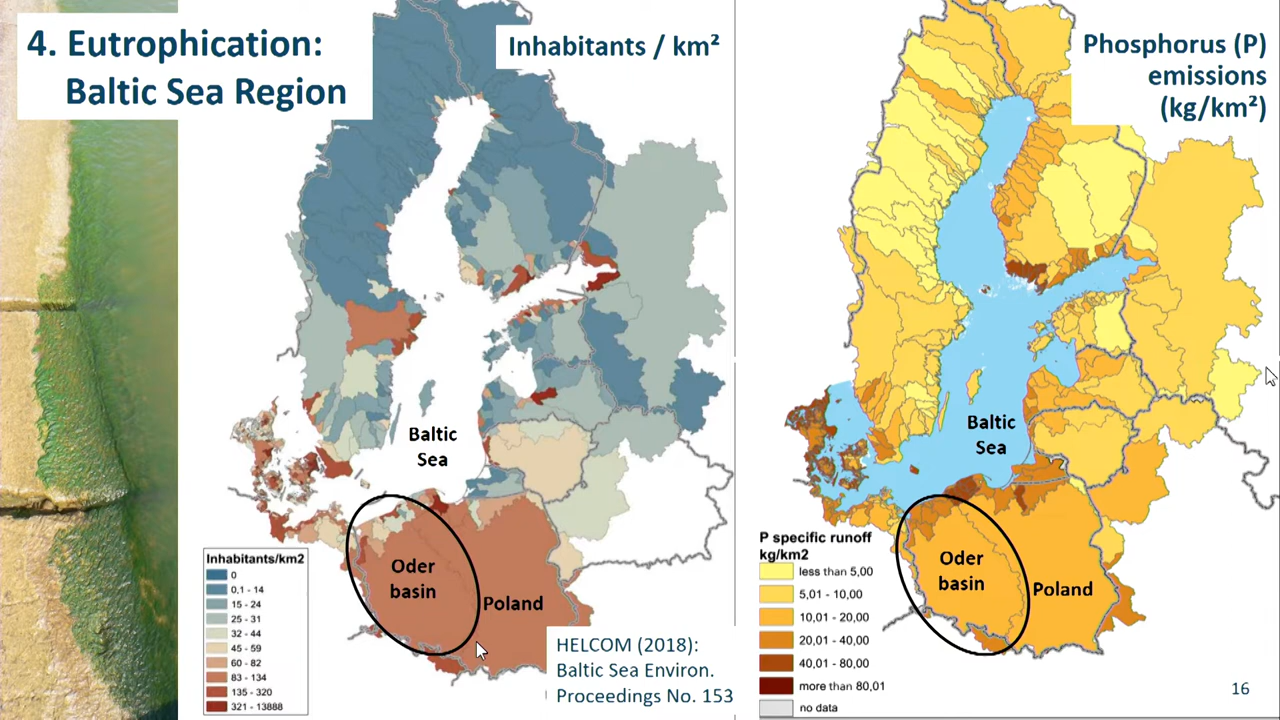 4. Eutrophication:
Baltic Sea Region
Inhabitants / km²
Baltic
Sea
Oder
basin
Poland
Inhabitants/km2
0
0,1 - 14
15 - 24
25 - 31
32 - 44
45 - 59
60 - 82
83 - 134
135 - 320
321 - 13888
HELCOM (2018):
Baltic Sea Environ.
Proceedings No. 153
Phosphorus (P)
emissions
(kg/km²)
Baltic
Sea
Oder
basin
Poland
P specific runoff
kg/km2
less than 5,00
5,01 - 10,00
10,01 - 20,00
20,01 - 40,00
40,01 - 80,00
more than 80,01
no data
16